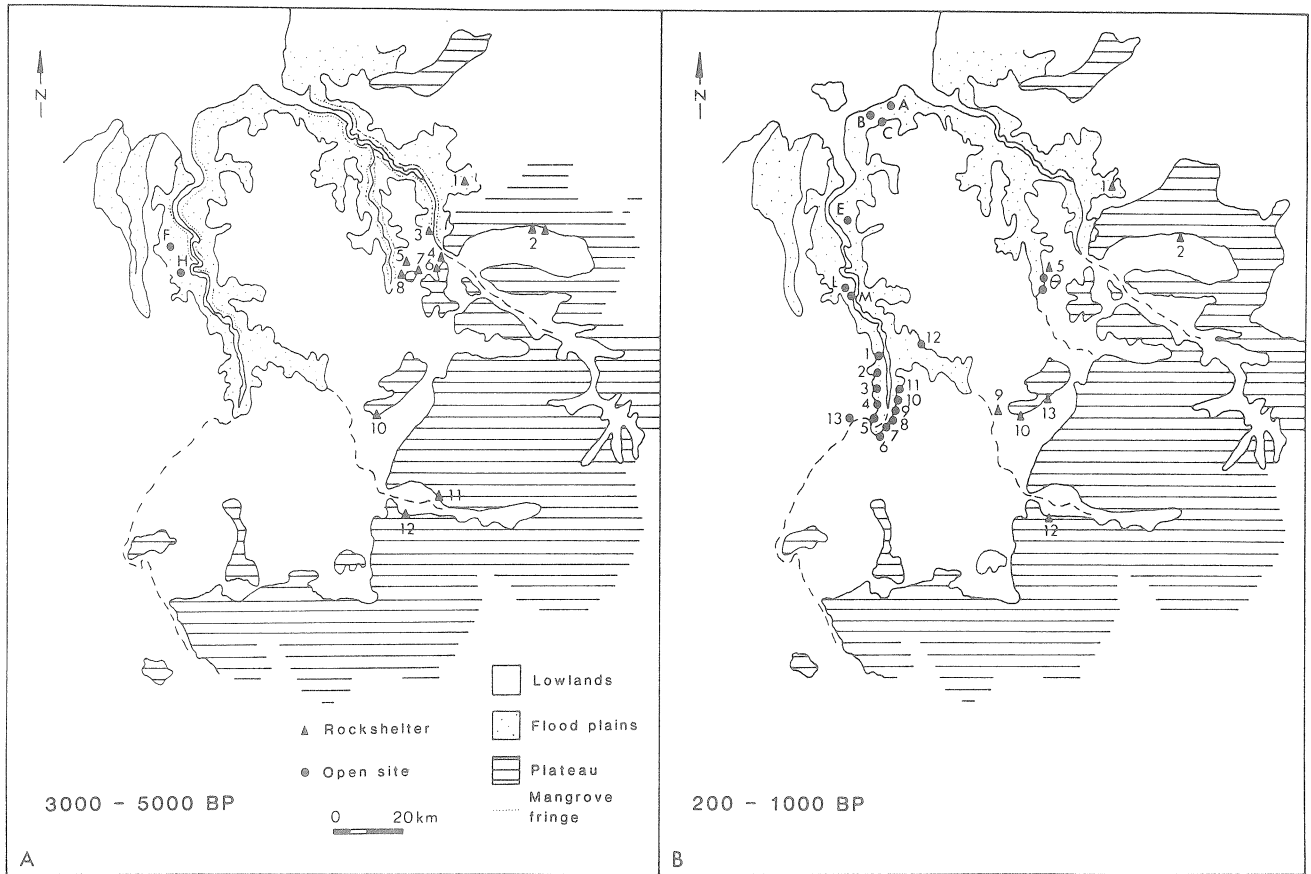 N
1
3
2
5
7
4
6
8
F
H
10
11
12
Lowlands
Rockshelter
Flood plains
Open site
Plateau
3000 - 5000 BP
Mangrove
fringe
0 20km
A
N
A
B
C
1
E
2
5
L
M
12
1
2
3
11
10
4
9
13
5
8
7
6
9
13
10
12
200 - 1000 BP
B